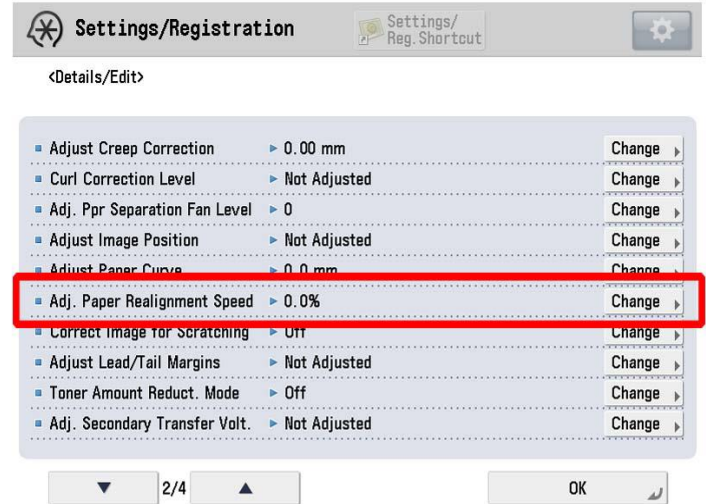 Settings/Registration
Settings/
Reg.Shortcut
<Details/Edit>
Adjust Creep Correction 0.00 mm Change
Curl Correction Level Not Adjusted Change
Adj. Ppr Separation Fan Level 0 Change
Adjust Image Position Not Adjusted Change
Adjust Paper Curve 0.0 mm Change
Adj. Paper Realignment Speed 0.0% Change
Correct Image for Scratching Off Change
Adjust Lead/Tail Margins Not Adjusted Change
Toner Amount Reduct. Mode Off Change
Adj. Secondary Transfer Volt. Not Adjusted Change
2/4 OK